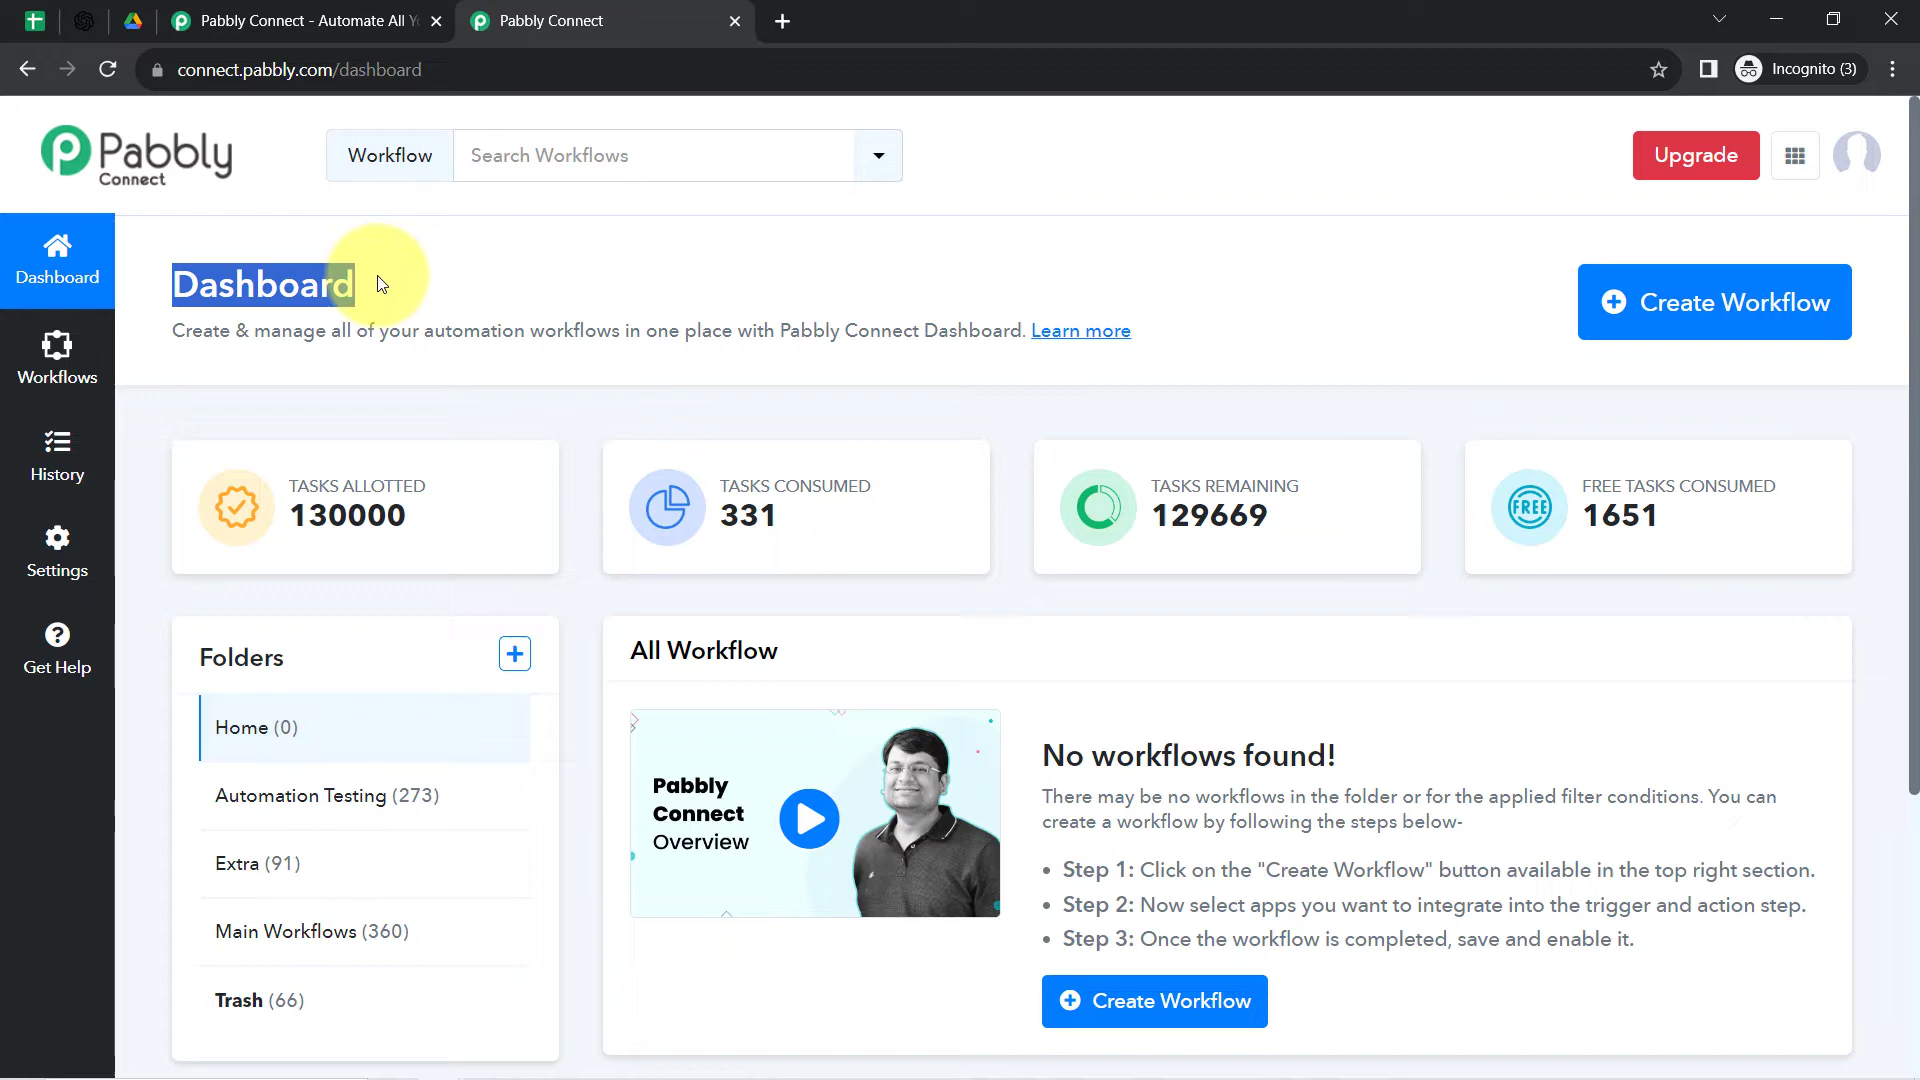 Pabbly Connect - Automate All Y
Pabbly Connect
connect.pabbly.com/dashboard
Incognito (3)
Pabbly
Connect
Workflow
Search Workflows
Upgrade
Dashboard
Workflows
History
Settings
Get Help
Dashboard
Create & manage all of your automation workflows in one place with Pabbly Connect Dashboard. Learn more
Create Workflow
TASKS ALLOTTED
130000
TASKS CONSUMED
331
TASKS REMAINING
129669
FREE
FREE TASKS CONSUMED
1651
Folders
Home (0)
Automation Testing (273)
Extra (91)
Main Workflows (360)
Trash (66)
All Workflow
Pabbly
Connect
Overview
No workflows found!
There may be no workflows in the folder or for the applied filter conditions. You can
create a workflow by following the steps below-
• Step 1: Click on the "Create Workflow" button available in the top right section.
• Step 2: Now select apps you want to integrate into the trigger and action step.
• Step 3: Once the workflow is completed, save and enable it.
Create Workflow